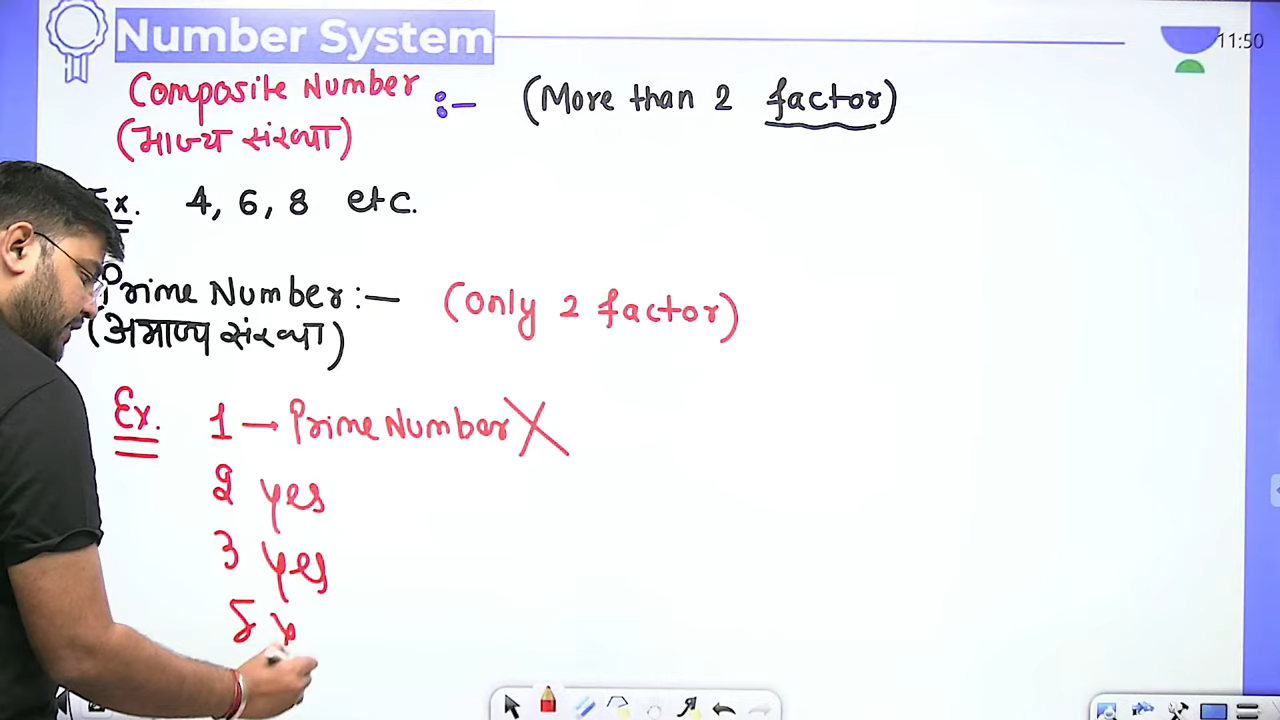 Number System
11:50
Composite Number :- (More than 2 factor)
(भाज्य संख्या)
Ex. 4, 6, 8 etc.
Prime Number :- (only 2 factor)
(अभाज्य संख्या)
Ex. 1 → Prime Number X
2 yes
3 yes
5 y